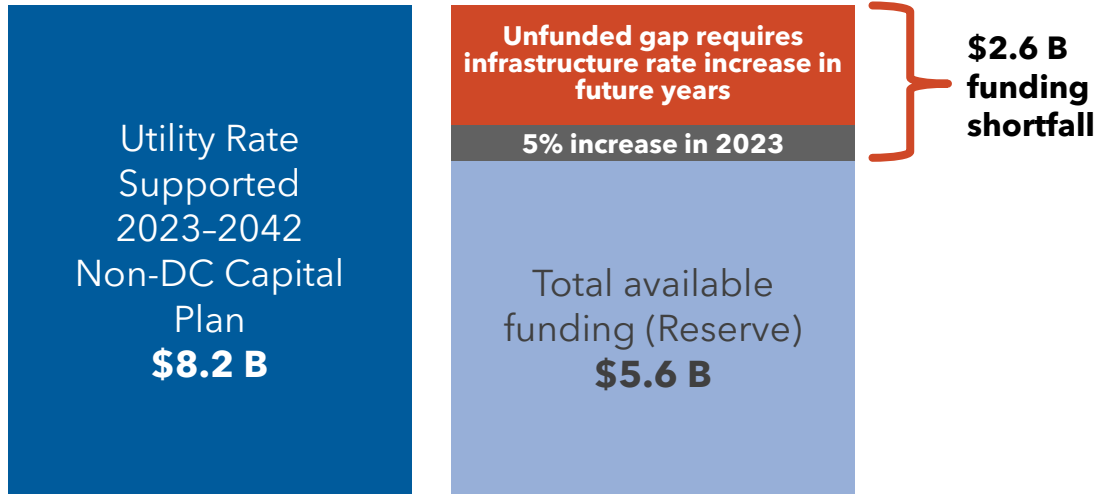 Utility Rate
Supported
2023–2042
Non-DC Capital
Plan
$8.2 B
Unfunded gap requires
infrastructure rate increase in
future years
5% increase in 2023
Total available
funding (Reserve)
$5.6 B
$2.6 B
funding
shortfall